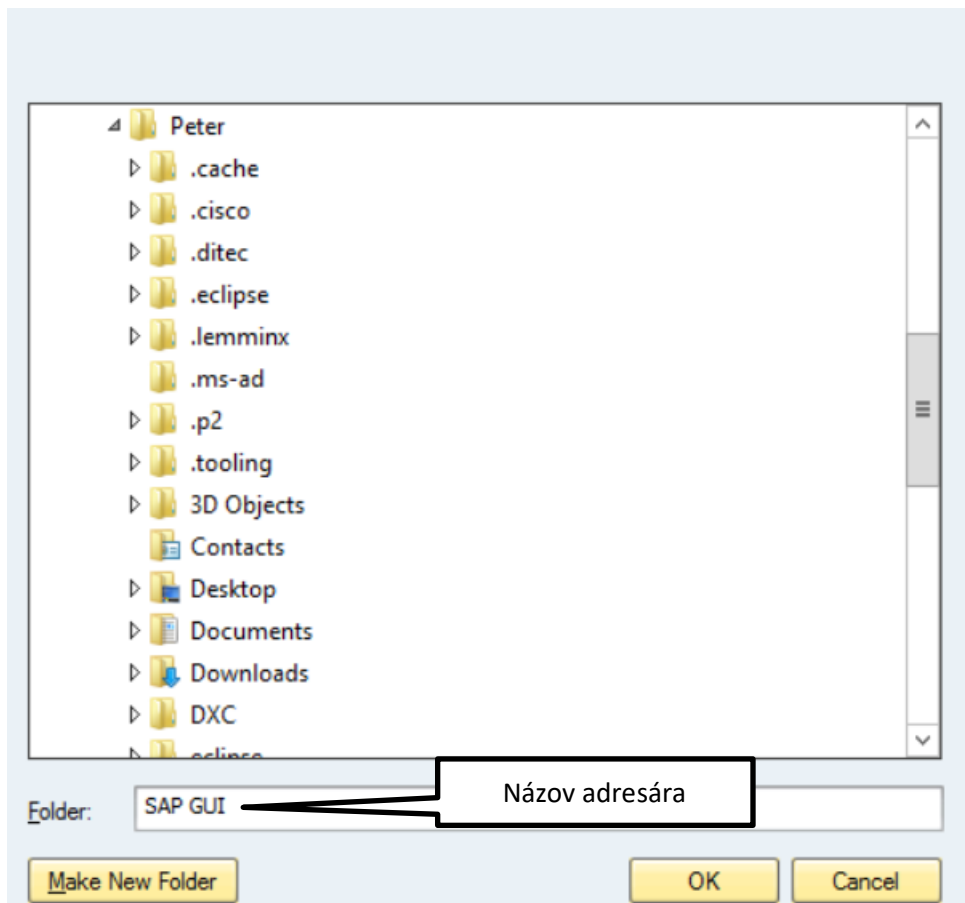 Peter
.cache
.cisco
.ditec
.eclipse
.lemminx
.ms-ad
.p2
.tooling
3D Objects
Contacts
Desktop
Documents
Downloads
DXC
eclipse
Názov adresára
Folder: SAP GUI
Make New Folder OK Cancel